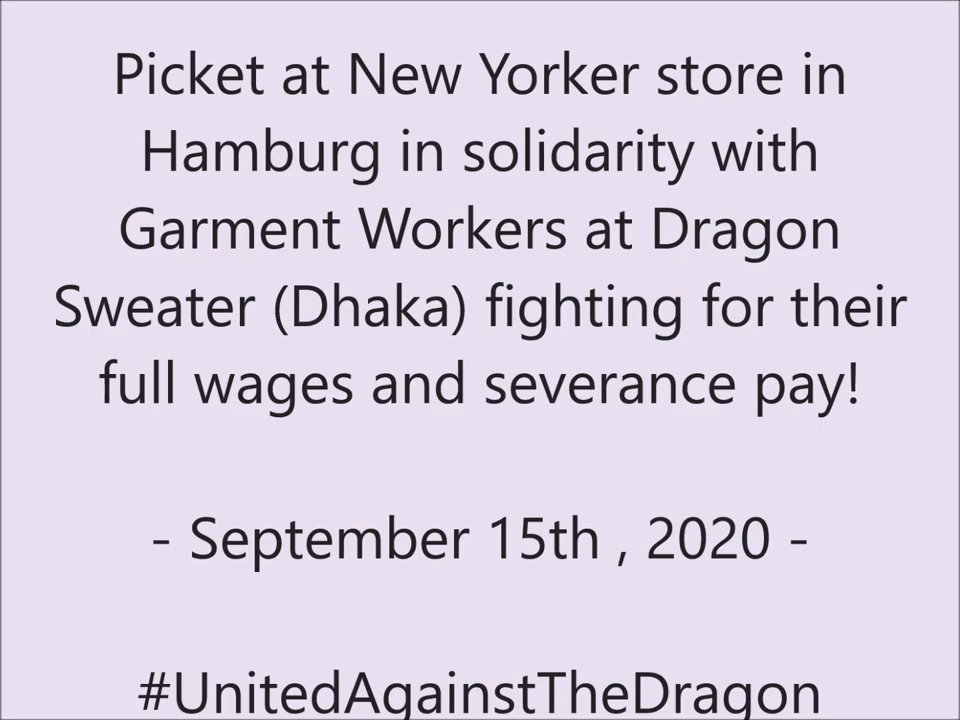 Picket at New Yorker store in
Hamburg in solidarity with
Garment Workers at Dragon
Sweater (Dhaka) fighting for their
full wages and severance pay!
- September 15th , 2020 -
#UnitedAgainstTheDragon